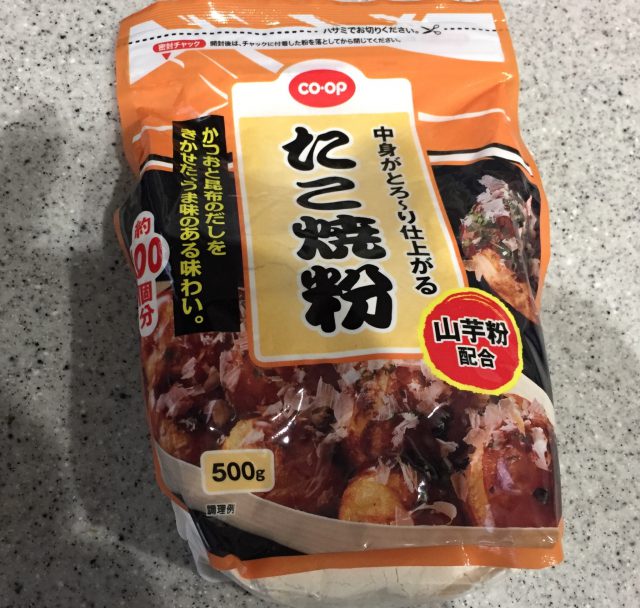 ハサミでお切りください。
密封チャック
開封後は、チャックに付着した粉を落としてから閉じてください。
CO・OP
中身がとろ～り仕上がる
たこ焼粉
かつおと昆布のだしを
きかせた、うま味のある味わい。
約
00
個分
山芋粉
配合
500g
調理例